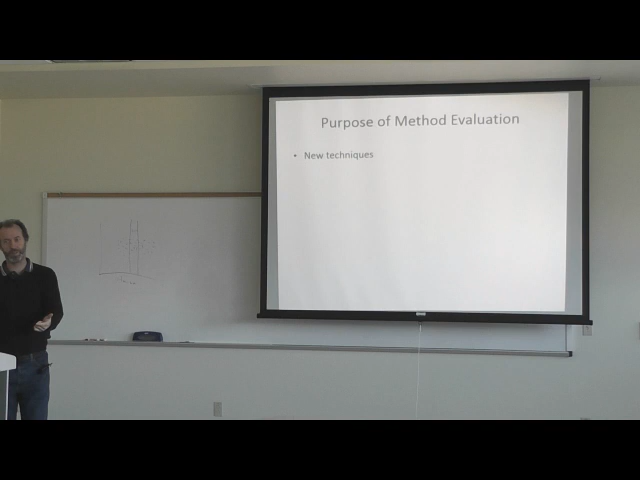 Purpose of Method Evaluation
• New techniques